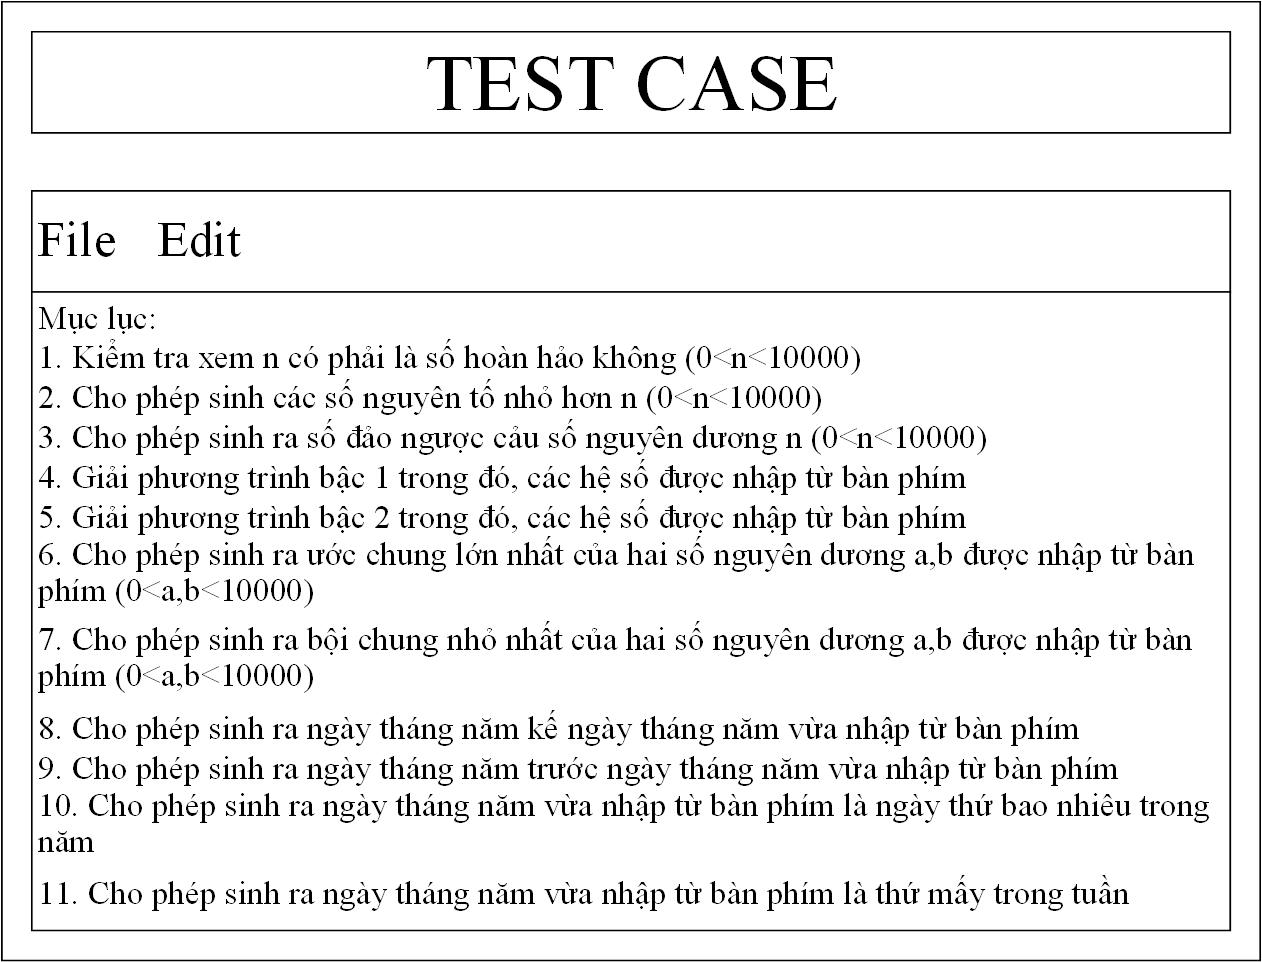 TEST CASE
File Edit
Mục lục:
1. Kiểm tra xem n có phải là số hoàn hảo không (0<n<10000)
2. Cho phép sinh các số nguyên tố nhỏ hơn n (0<n<10000)
3. Cho phép sinh ra số đảo ngược cảu số nguyên dương n (0<n<10000)
4. Giải phương trình bậc 1 trong đó, các hệ số được nhập từ bàn phím
5. Giải phương trình bậc 2 trong đó, các hệ số được nhập từ bàn phím
6. Cho phép sinh ra ước chung lớn nhất của hai số nguyên dương a,b được nhập từ bàn
phím (0<a,b<10000)
7. Cho phép sinh ra bội chung nhỏ nhất của hai số nguyên dương a,b được nhập từ bàn
phím (0<a,b<10000)
8. Cho phép sinh ra ngày tháng năm kế ngày tháng năm vừa nhập từ bàn phím
9. Cho phép sinh ra ngày tháng năm trước ngày tháng năm vừa nhập từ bàn phím
10. Cho phép sinh ra ngày tháng năm vừa nhập từ bàn phím là ngày thứ bao nhiêu trong
năm
11. Cho phép sinh ra ngày tháng năm vừa nhập từ bàn phím là thứ mấy trong tuần